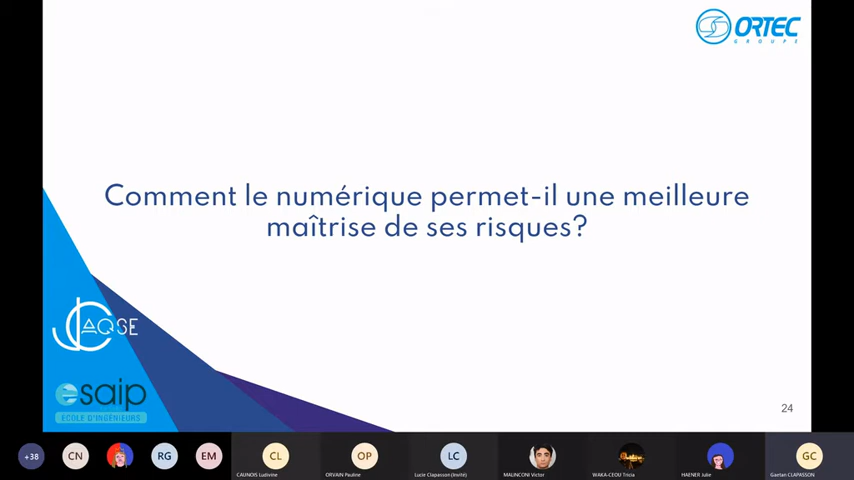 ORTEC
GROUPE
Comment le numérique permet-il une meilleure
maîtrise de ses risques?
JC AQSE
esaip
ECOLE D'INGÉNIEURS
24
+38
CN
RG
EM
CL
OP
LC
GC
CAUNOIS Ludivine
ORVAIN Pauline
Lucie Clapasson (Invité)
MALINCONI Victor
WAKA-CEOU Tricia
HAENER Julie
Gaetan CLAPASSON